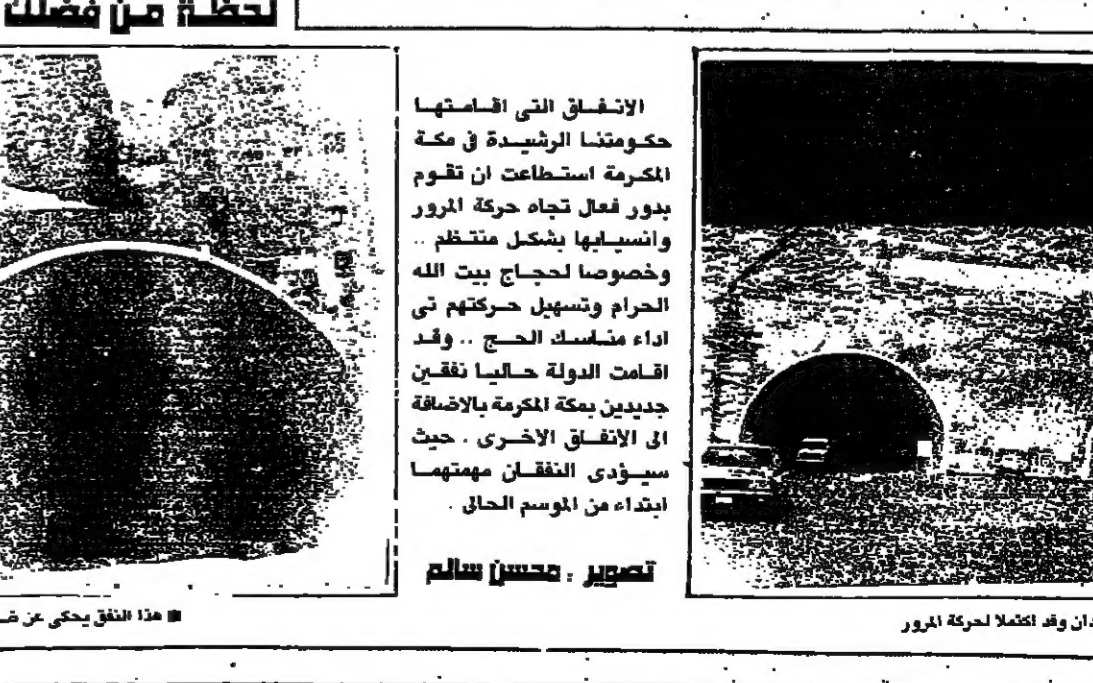 لحظة من فضلك
الانفاق التى اقامتها
حكومتنا الرشيدة في مكة
المكرمة استطاعت ان تقوم
بدور فعال تجاه حركة المرور
وانسيابها بشكل منتظم ..
وخصوصا لحجاج بيت الله
الحرام وتسهيل حركتهم تى
اداء مناسك الحج .. وقد
اقامت الدولة حاليا نفقين
جديدين بمكة المكرمة بالاضافة
الى الانفاق الاخرى . حيث
سيؤدى النفقان مهمتهما
ابتداء من الموسم الحالى .
تصوير : محسن سالم
دان وقد اكتملا لحركة المرور
هذا النفق يحكى عن